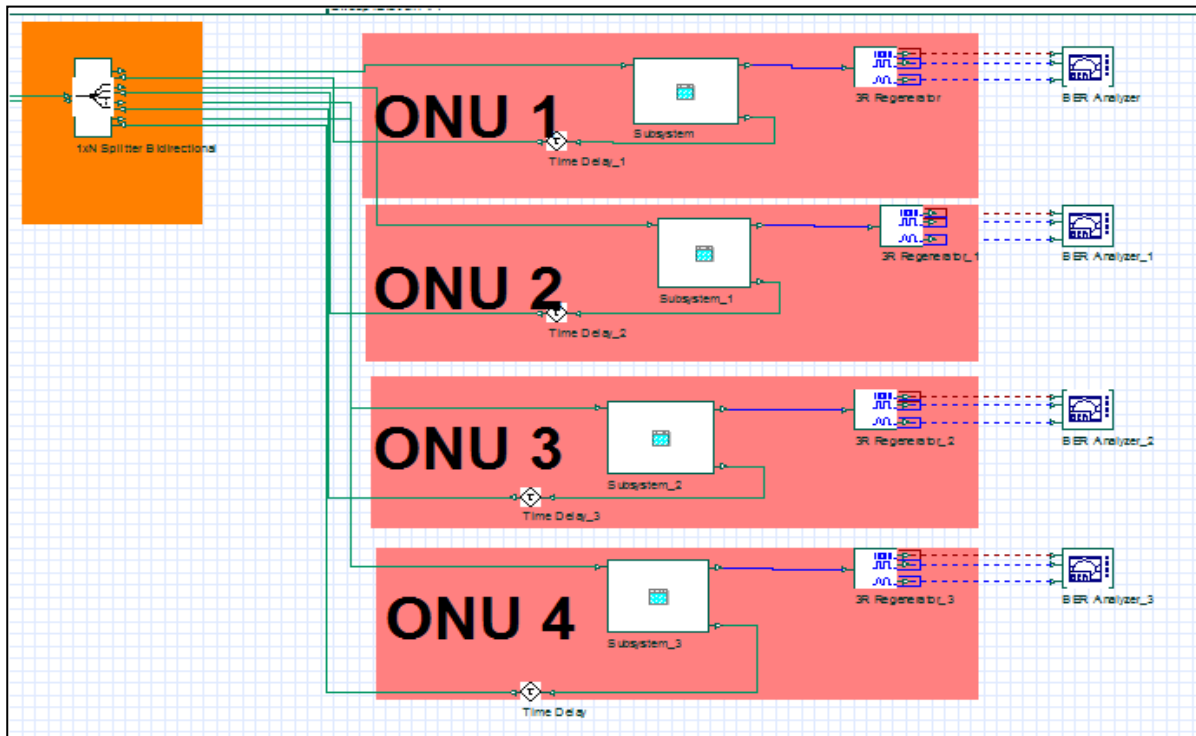 1xN Splitter Bidirectional
ONU 1
Subsystem
Time Delay_1
3R Regenerator
BER Analyzer
ONU 2
Subsystem_1
Time Delay_2
3R Regenerator_1
BER Analyzer_1
ONU 3
Subsystem_2
Time Delay_3
3R Regenerator_2
BER Analyzer_2
ONU 4
Subsystem_3
Time Delay
3R Regenerator_3
BER Analyzer_3